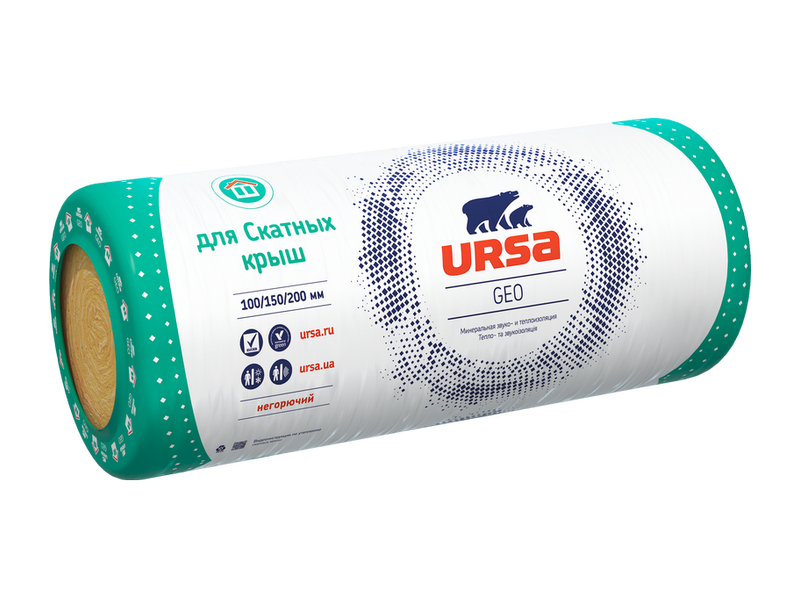 для Скатных
крыш
100/150/200 мм
ursa.ru
ursa.ua
негорючий
URSA
GEO
Минеральная звуко- и теплоизоляция
Тепло- та звукоізоляція